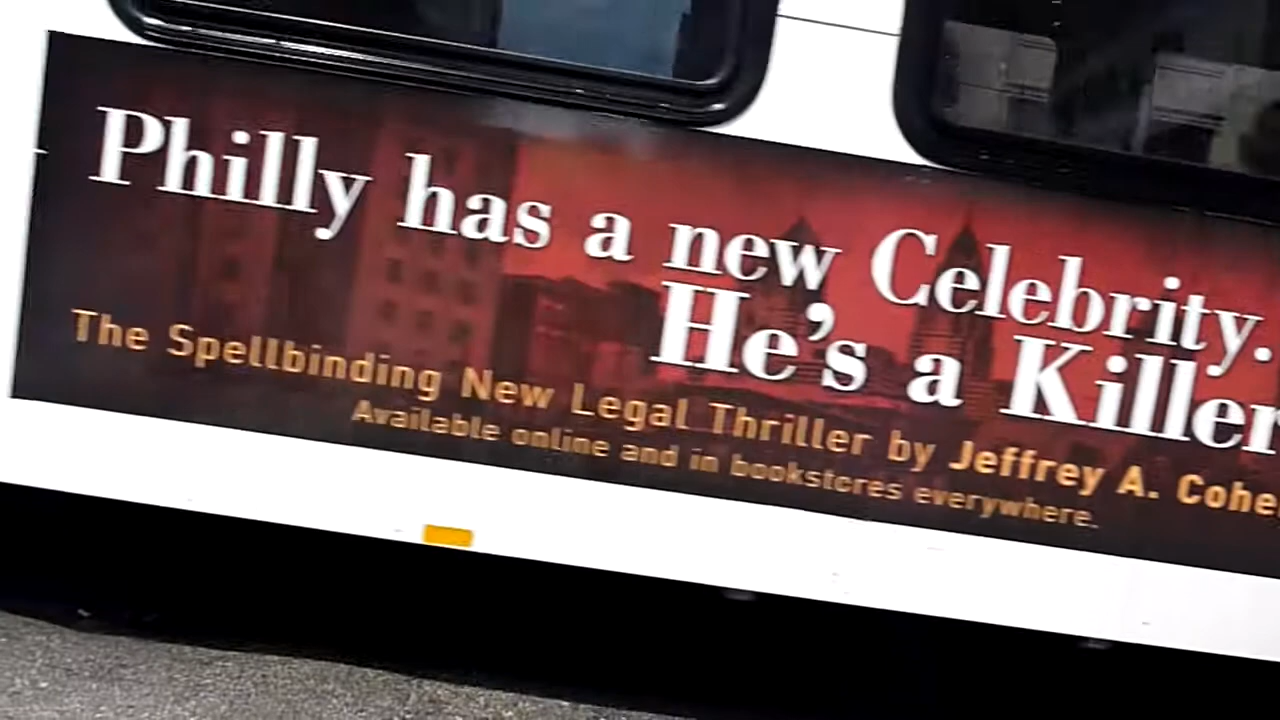 Philly has a new Celebrity.
He's a Killer
The Spellbinding New Legal Thriller by Jeffrey A. Cohe
Available online and in bookstores everywhere.